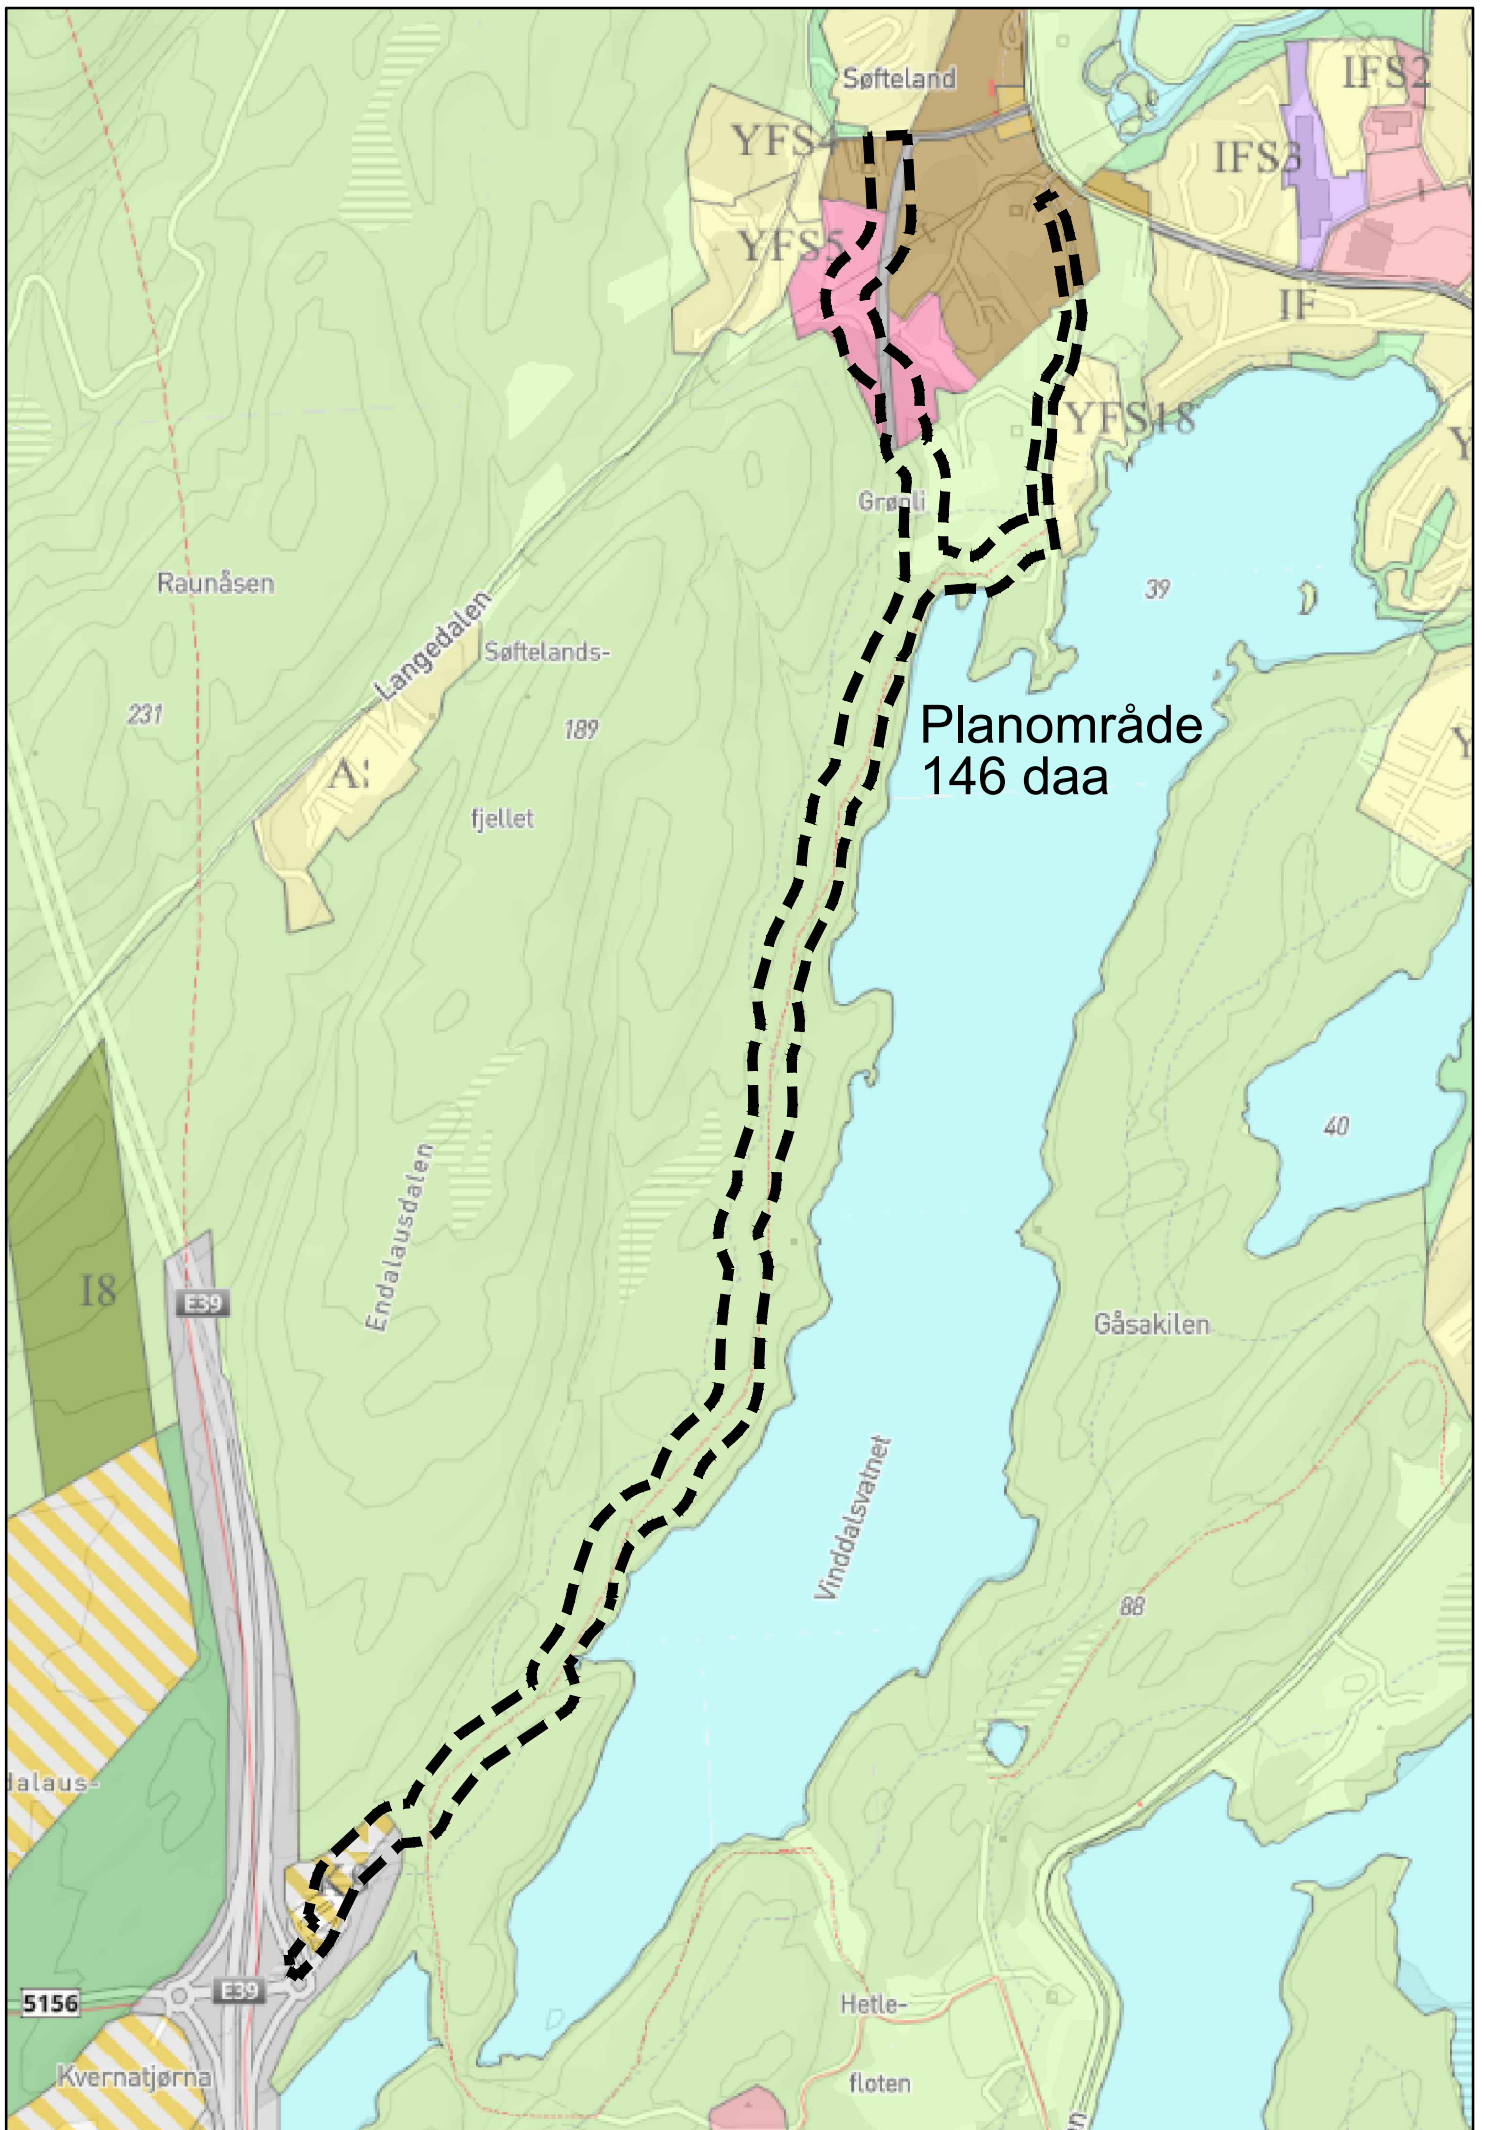 Søfteland
IFS2
YFS4
IFS3
YFS5
IF
YFS18
Y
Grønli
Raunåsen
39
Langedalen
Søftelands-
231
189
Planområde
146 daa
Y
fjellet
40
Endalausdalen
I8
E39
Gåsakilen
Vinddalsvatnet
88
dalaus-
K
E39
5156
Hetle-
Kvernatjørna
floten